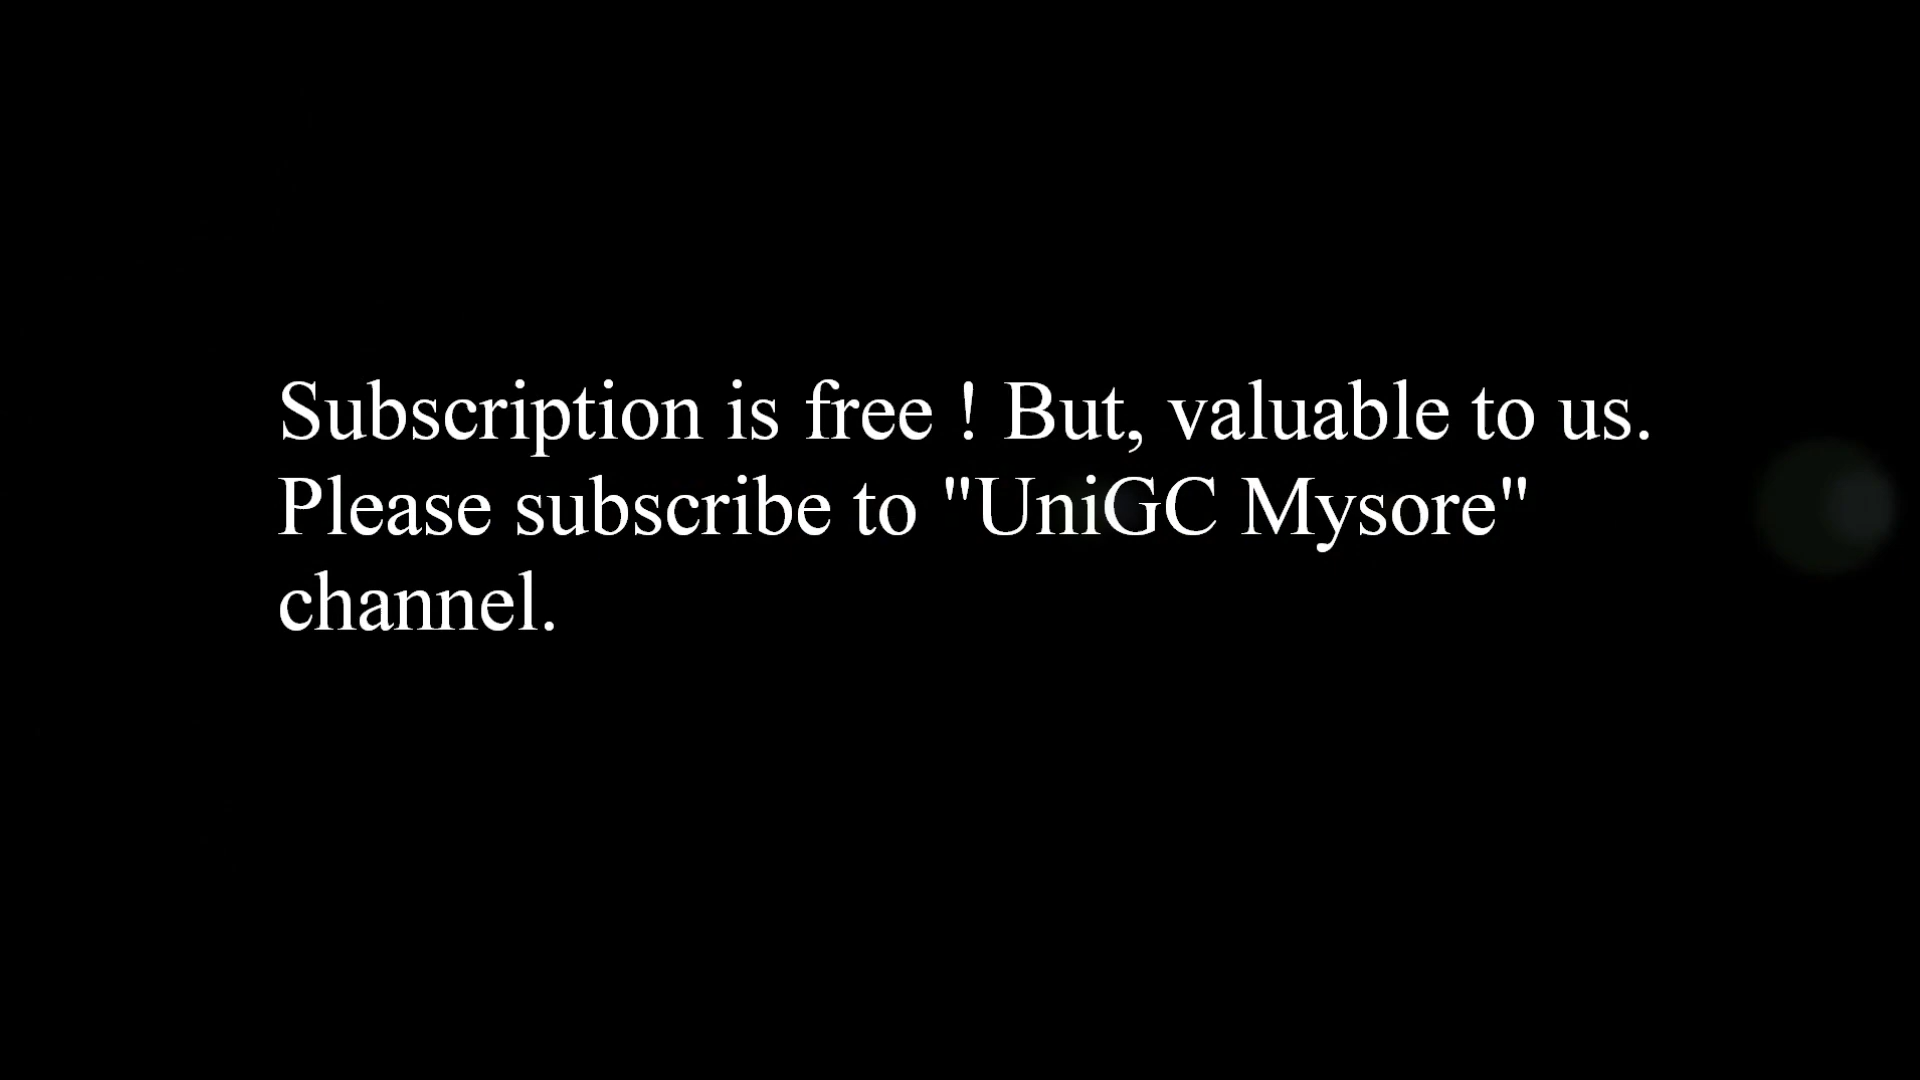 Subscription is free ! But, valuable to us.
Please subscribe to "UniGC Mysore"
channel.